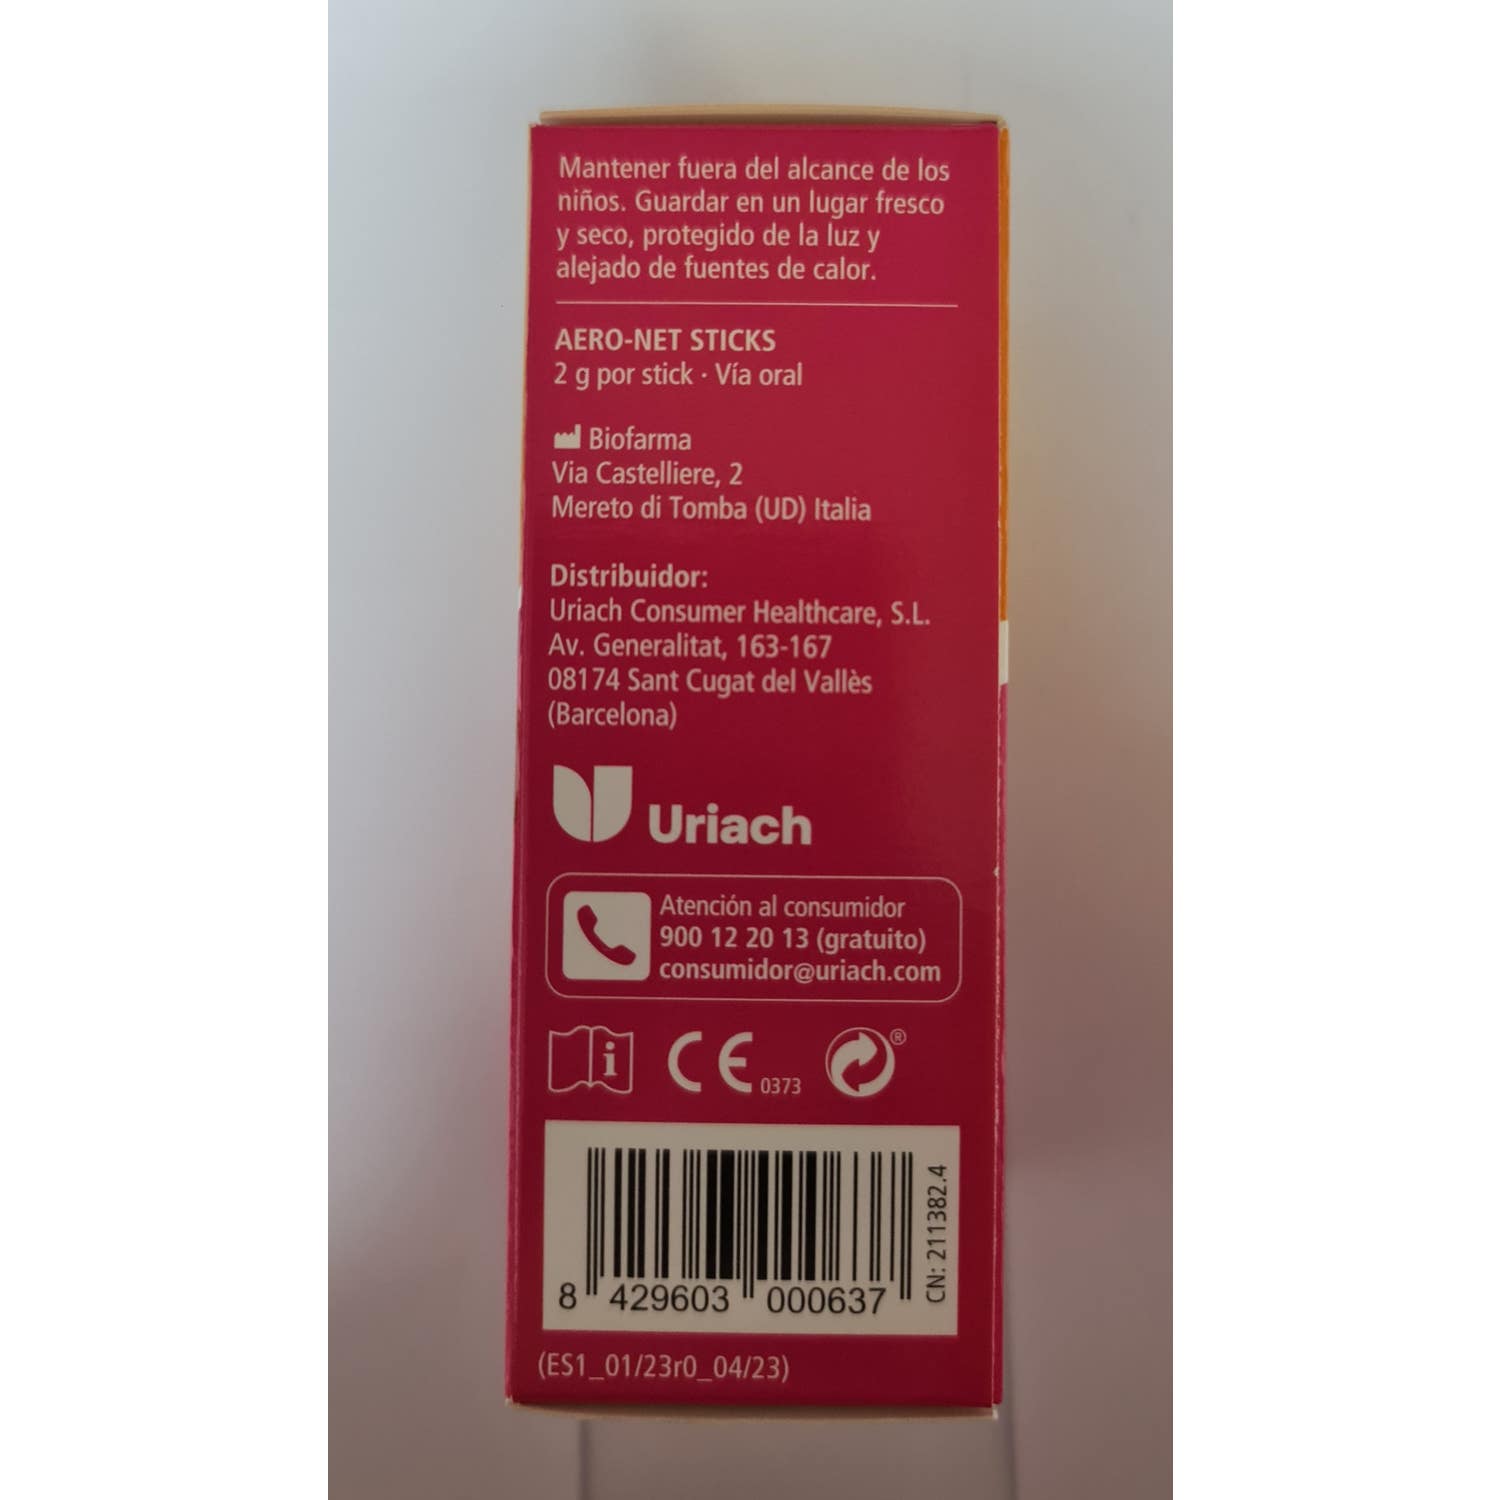 Mantener fuera del alcance de los
niños. Guardar en un lugar fresco
y seco, protegido de la luz y
alejado de fuentes de calor.
AERO-NET STICKS
2 g por stick · Vía oral
Biofarma
Via Castelliere, 2
Mereto di Tomba (UD) Italia
Distribuidor:
Uriach Consumer Healthcare, S.L.
Av. Generalitat, 163-167
08174 Sant Cugat del Vallès
(Barcelona)
Uriach
Atención al consumidor
900 12 20 13 (gratuito)
consumidor@uriach.com
i CE 0373 ®
CN: 211382.4
8 429603 000637
(ES1_01/23r0_04/23)